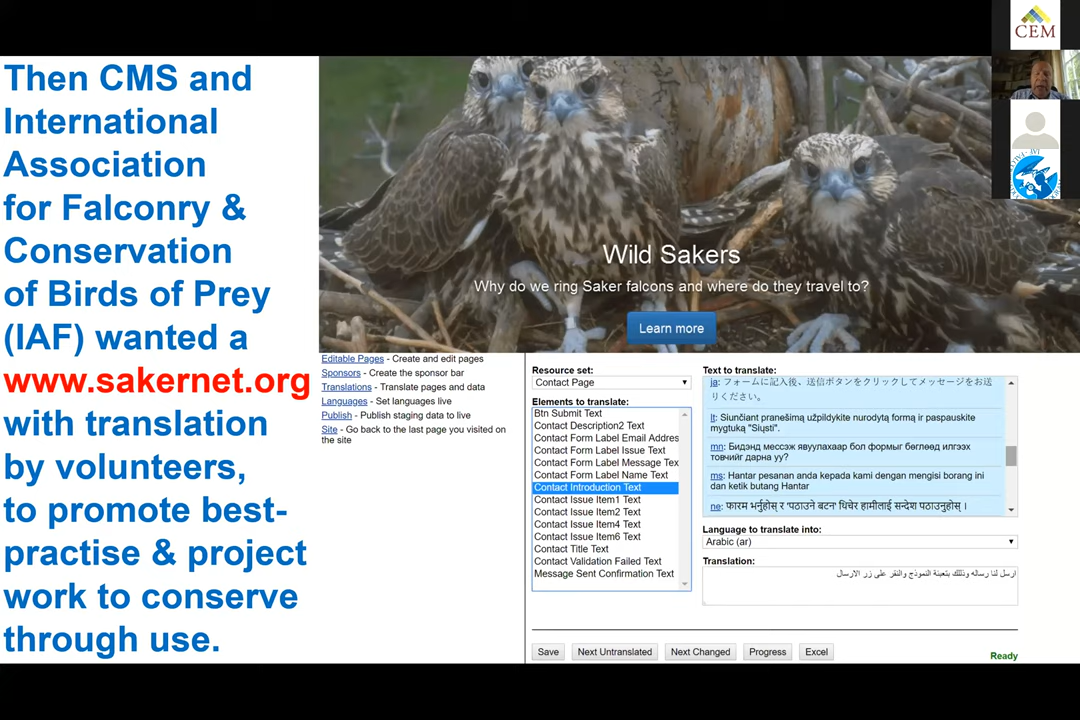 Then CMS and
International
Association
for Falconry &
Conservation
of Birds of Prey
(IAF) wanted a
www.sakernet.org
with translation
by volunteers,
to promote best-
practise & project
work to conserve
through use.
Wild Sakers
Why do we ring Saker falcons and where do they travel to?
Learn more
Editable Pages - Create and edit pages
Sponsors - Create the sponsor bar
Translations - Translate pages and data
Languages - Set languages live
Publish - Publish staging data to live
Site - Go back to the last page you visited on
the site
Resource set:
Contact Page
Elements to translate:
Btn Submit Text
Contact Description2 Text
Contact Form Label Email Addres
Contact Form Label Issue Text
Contact Form Label Message Tex
Contact Form Label Name Text
Contact Introduction Text
Contact Issue Item1 Text
Contact Issue Item2 Text
Contact Issue Item4 Text
Contact Issue Item6 Text
Contact Title Text
Contact Validation Failed Text
Message Sent Confirmation Text
Text to translate:
ja: フォームに記入後、送信ボタンをクリックしてメッセージをお送
りください。
lt: Siunčiant pranešimą užpildykite nurodytą formą ir paspauskite
mygtuką "Siųsti".
mn: Бидэнд мессэж явуулахаар бол формыг бөглөөд илгээх
товчийг дарна уу?
ms: Hantar pesanan anda kepada kami dengan mengisi borang ini
dan ketik butang Hantar
ne: फारम भर्नुहोस् र 'पठाउने बटन' थिचेर हामीलाई सन्देश पठाउनुहोस् ।
Language to translate into:
Arabic (ar)
Translation:
ارسل لنا رساله وذللك بتعبئة النموذج والنقر على زر الارسال
Save
Next Untranslated
Next Changed
Progress
Excel
Ready
CEM